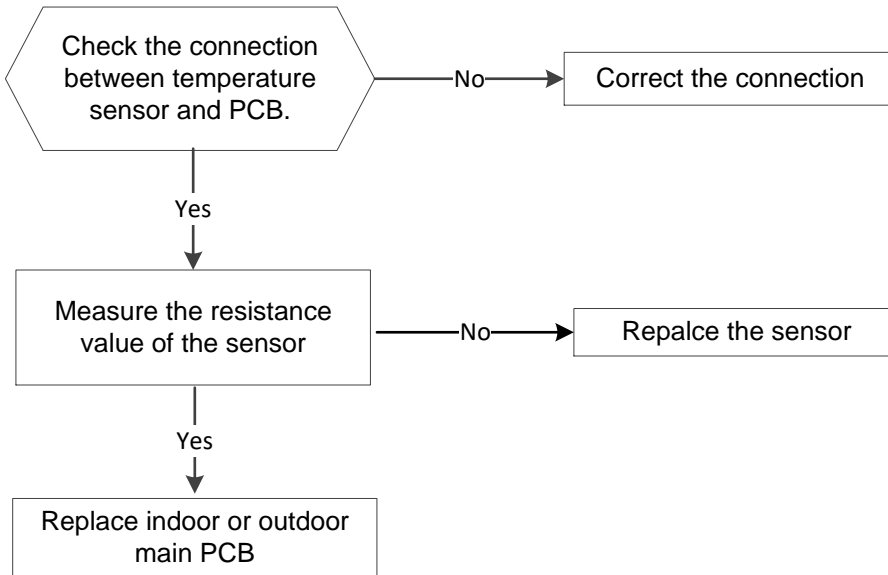 Check the connection
between temperature
sensor and PCB.
No
Correct the connection
Yes
Measure the resistance
value of the sensor
No
Repalce the sensor
Yes
Replace indoor or outdoor
main PCB